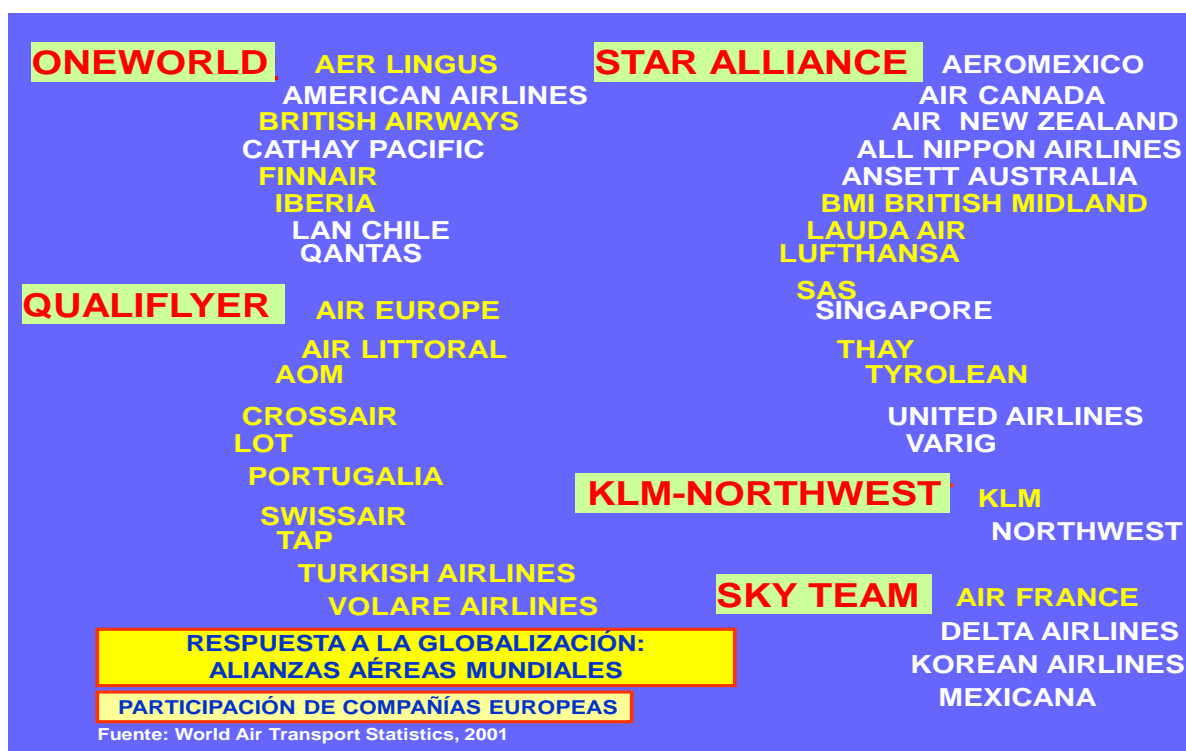 ONEWORLD AER LINGUS
AMERICAN AIRLINES
BRITISH AIRWAYS
CATHAY PACIFIC
FINNAIR
IBERIA
LAN CHILE
QANTAS
QUALIFLYER AIR EUROPE
AIR LITTORAL
AOM
CROSSAIR
LOT
PORTUGALIA
SWISSAIR
TAP
TURKISH AIRLINES
VOLARE AIRLINES
STAR ALLIANCE AEROMEXICO
AIR CANADA
AIR NEW ZEALAND
ALL NIPPON AIRLINES
ANSETT AUSTRALIA
BMI BRITISH MIDLAND
LAUDA AIR
LUFTHANSA
SAS
SINGAPORE
THAY
TYROLEAN
UNITED AIRLINES
VARIG
KLM-NORTHWEST KLM
NORTHWEST
SKY TEAM AIR FRANCE
DELTA AIRLINES
KOREAN AIRLINES
MEXICANA
RESPUESTA A LA GLOBALIZACIÓN:
ALIANZAS AÉREAS MUNDIALES
PARTICIPACIÓN DE COMPAÑÍAS EUROPEAS
Fuente: World Air Transport Statistics, 2001